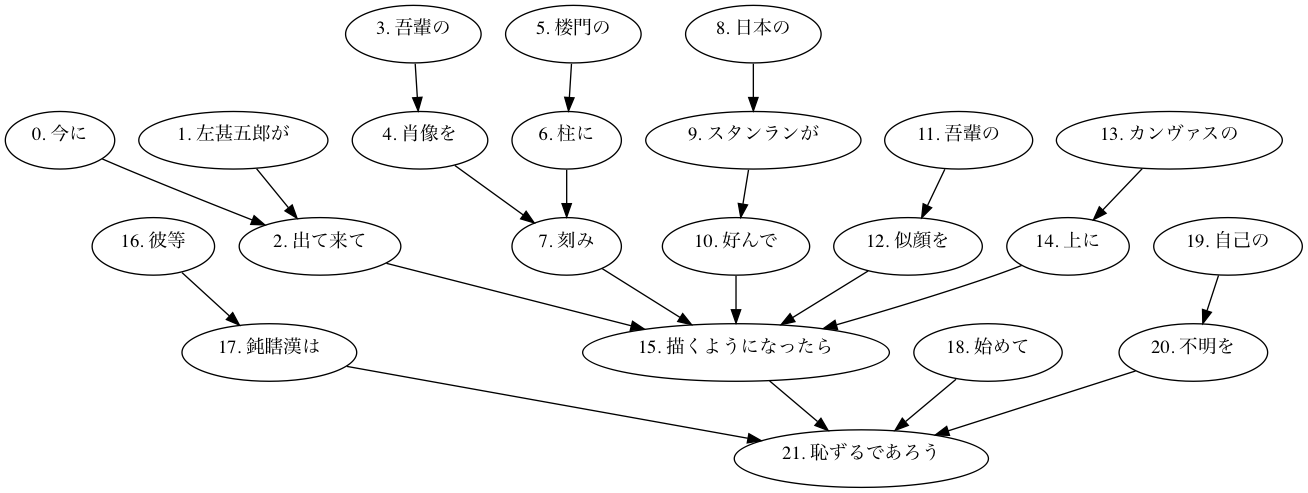 3. 吾輩の
5. 楼門の
8. 日本の
0. 今に
1. 左甚五郎が
4. 肖像を
6. 柱に
9. スタンランが
11. 吾輩の
13. カンヴァスの
16. 彼等
2. 出て来て
7. 刻み
10. 好んで
12. 似顔を
14. 上に
19. 自己の
17. 鈍瞎漢は
15. 描くようになったら
18. 始めて
20. 不明を
21. 恥ずるであろう